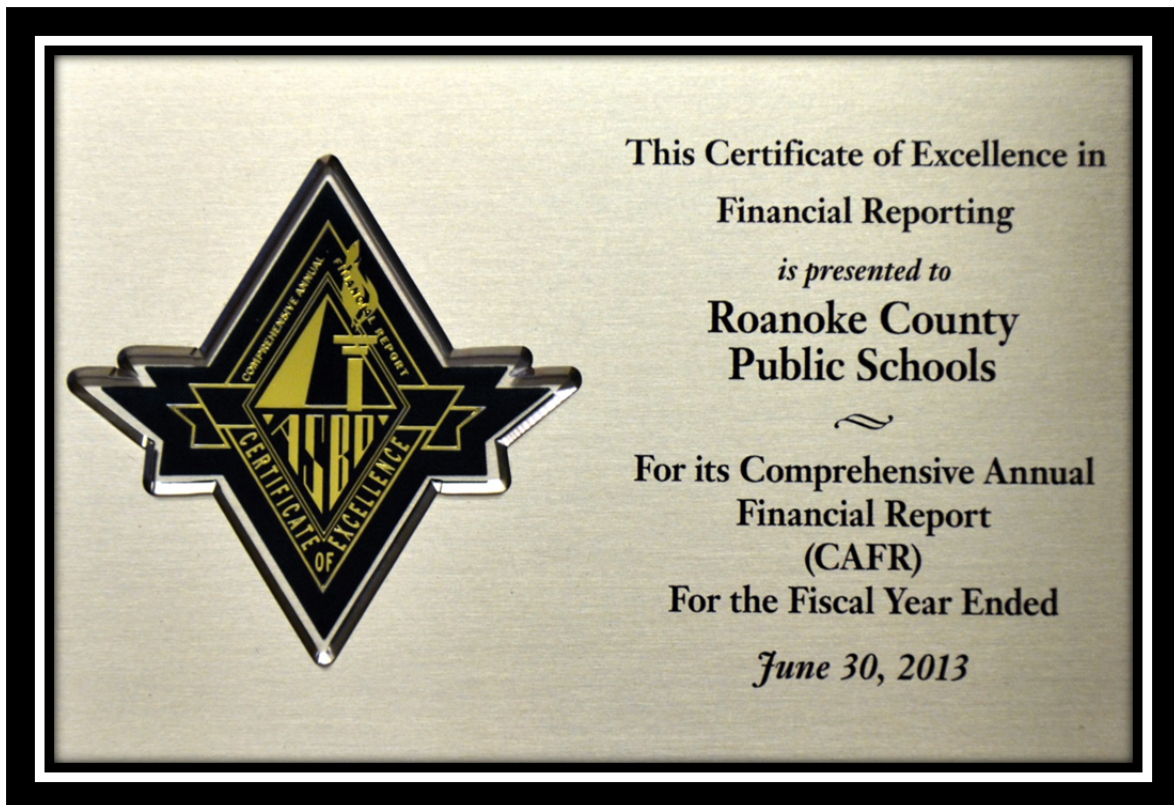 COMPREHENSIVE ANNUAL
FINANCIAL REPORT
ASBO
CERTIFICATE
OF
EXCELLENCE
This Certificate of Excellence in
Financial Reporting
is presented to
Roanoke County
Public Schools
For its Comprehensive Annual
Financial Report
(CAFR)
For the Fiscal Year Ended
June 30, 2013